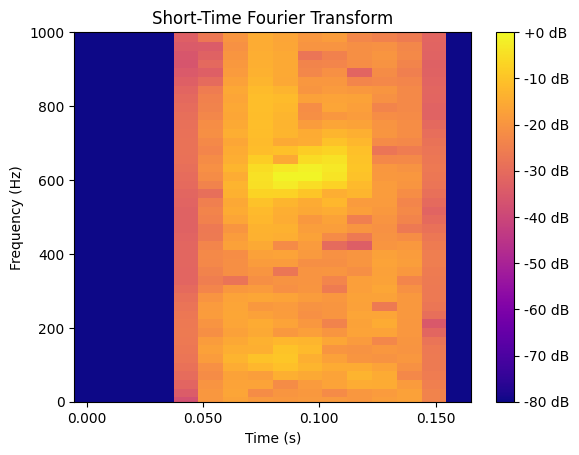 Short-Time Fourier Transform
1000
800
600
400
200
0
Frequency (Hz)
0.000
0.050
0.100
0.150
Time (s)
+0 dB
-10 dB
-20 dB
-30 dB
-40 dB
-50 dB
-60 dB
-70 dB
-80 dB